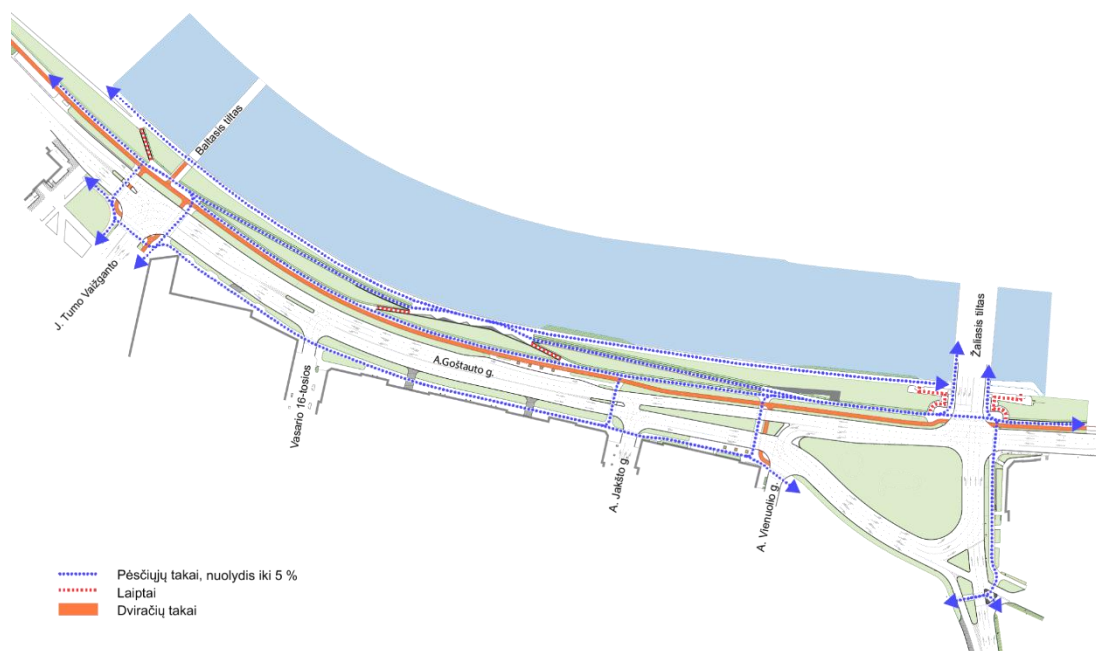 Baltasis tiltas
J. Tumo Vaižganto
Vasario 16-tosios
A.Goštauto g.
A. Jakšto g.
A. Vienuolio g.
Žaliasis tiltas
Pėsčiųjų takai, nuolydis iki 5 %
Laiptai
Dviračių takai